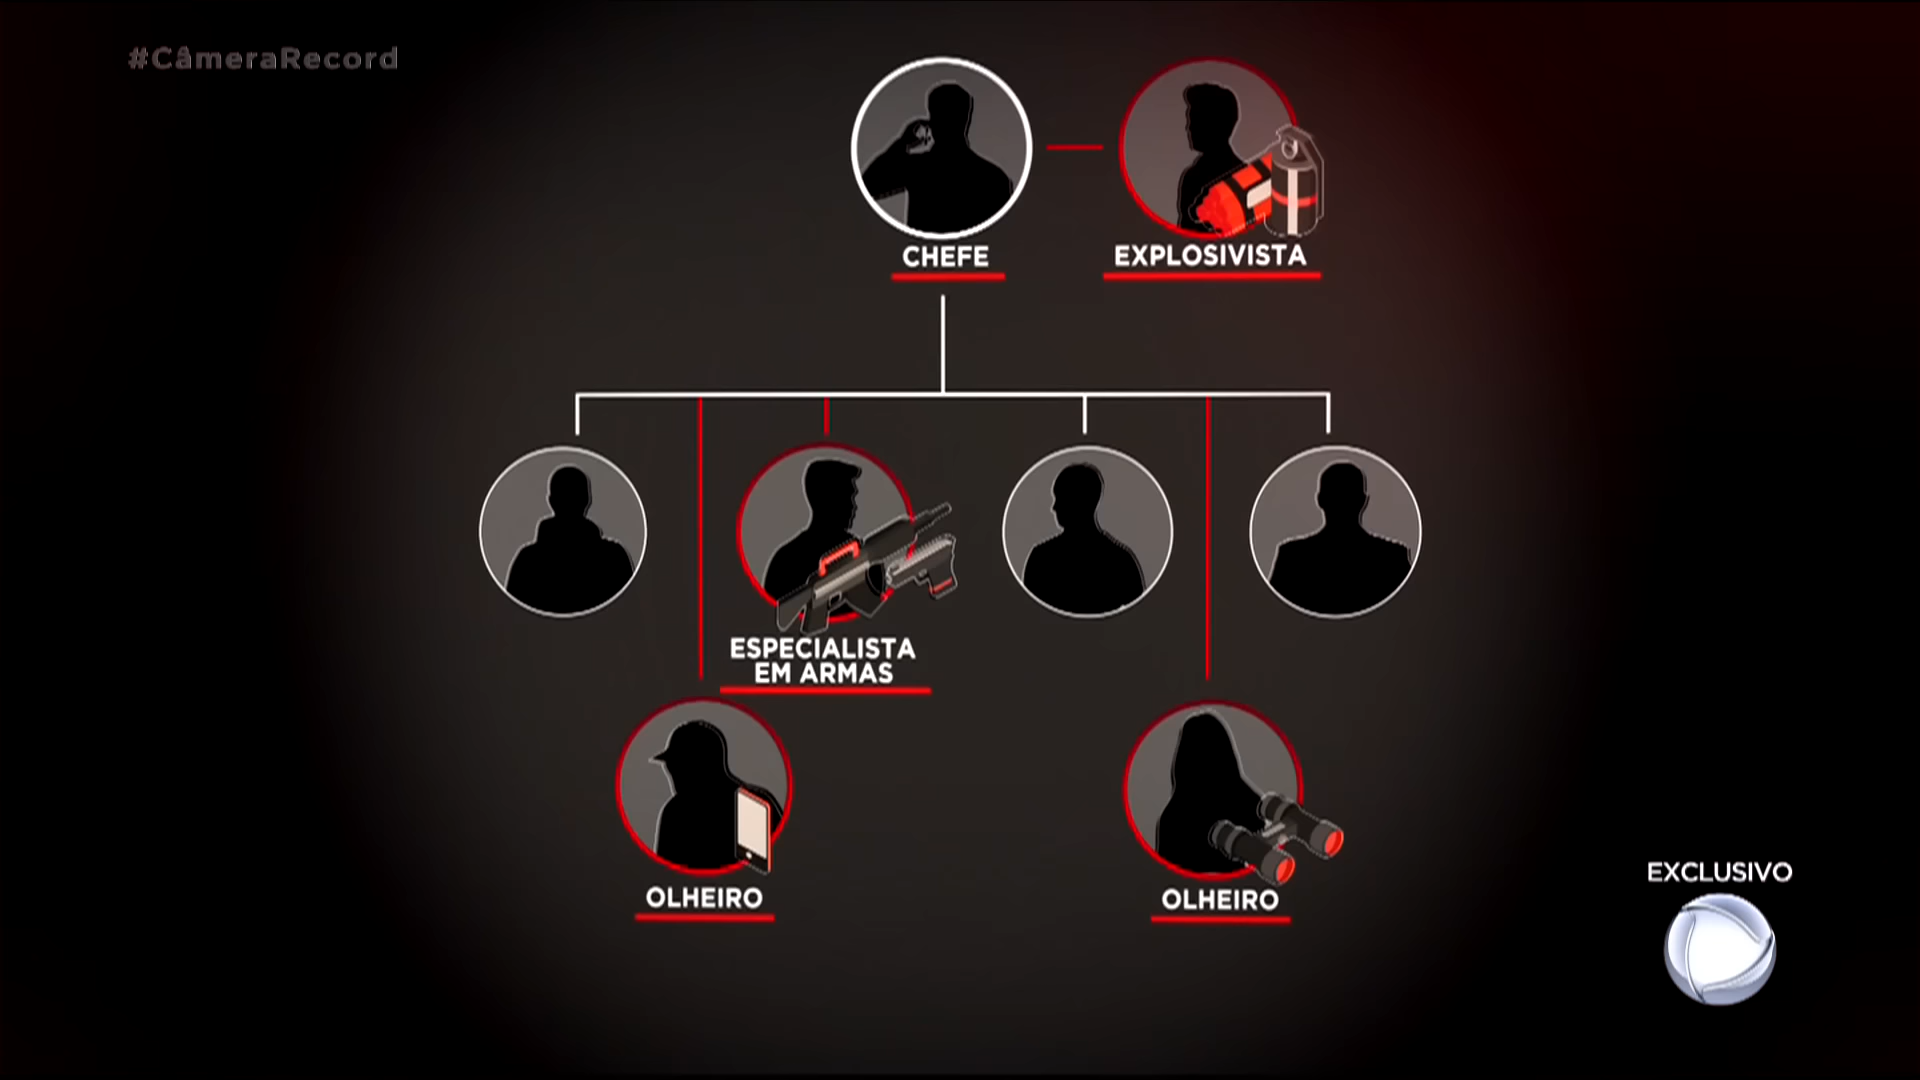 #CâmeraRecord
CHEFE
EXPLOSIVISTA
ESPECIALISTA
EM ARMAS
OLHEIRO
OLHEIRO
EXCLUSIVO